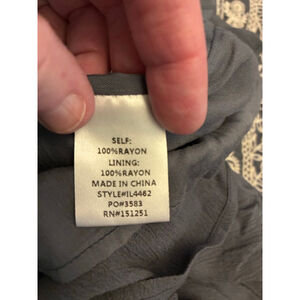 SELF:
100%RAYON
LINING:
100%RAYON
MADE IN CHINA
STYLE#IL4462
PO#3583
RN#151251